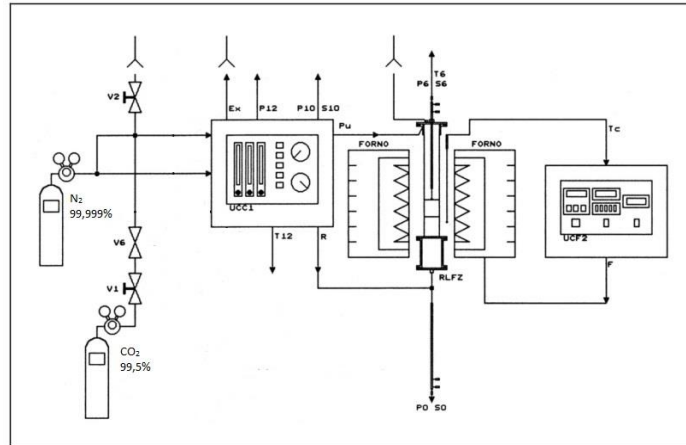 V2
Ex
P12
P10 S10
P6
T6
S6
Pu
FORNO
FORNO
Tc
N₂
99,999%
UCC1
UCF2
V6
T12
R
F
RLFZ
V1
CO₂
99,5%
P0 S0